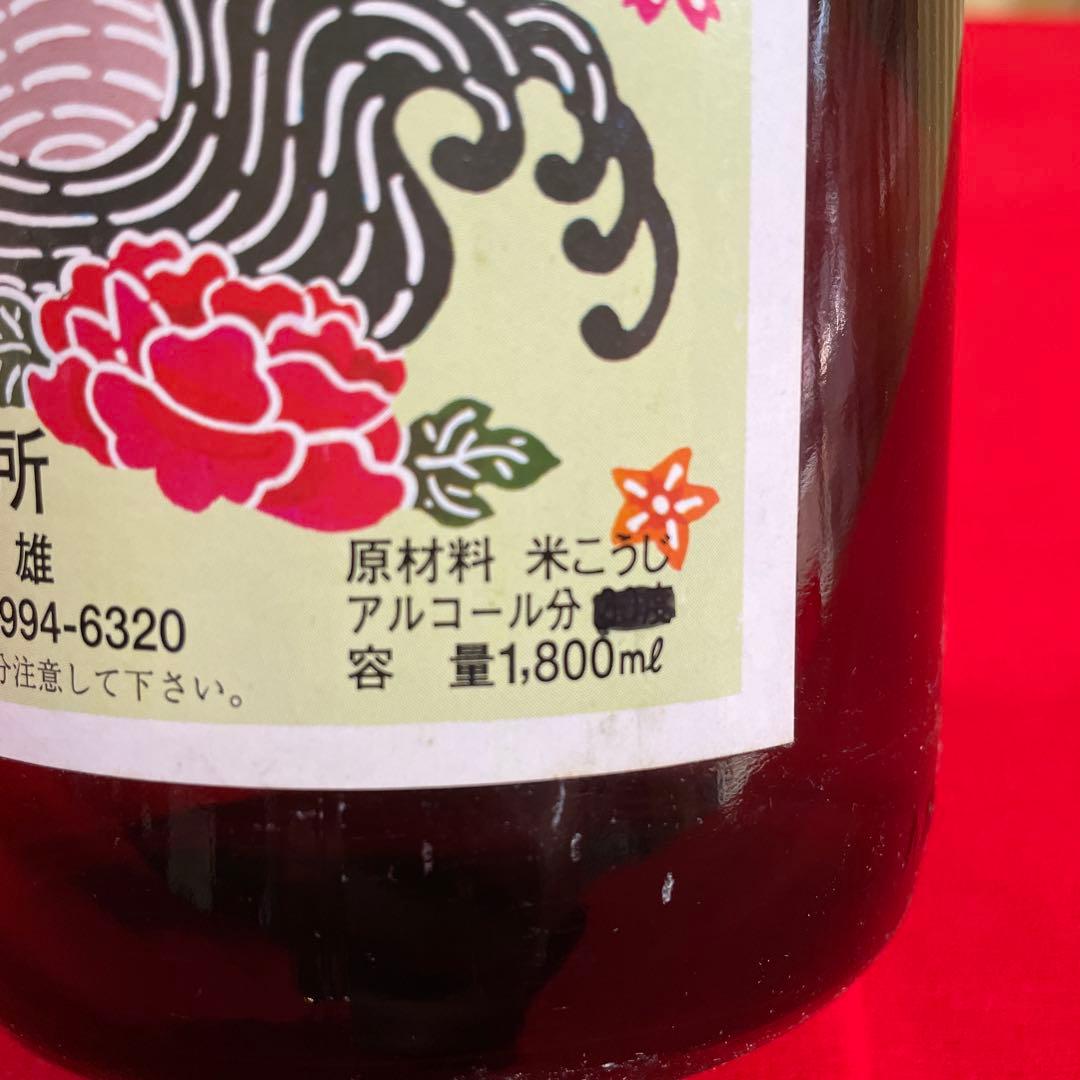 所
雄
994-6320
分注意して下さい。
原材料 米こうじ
アルコール分
容 量1,800mℓ